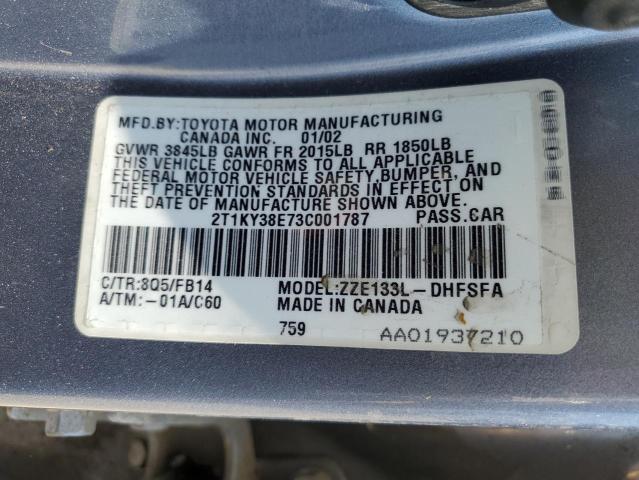 MFD.BY:TOYOTA MOTOR MANUFACTURING
CANADA INC. 01/02
GVWR 3845LB GAWR FR 2015LB RR 1850LB
THIS VEHICLE CONFORMS TO ALL APPLICABLE
FEDERAL MOTOR VEHICLE SAFETY,BUMPER, AND
THEFT PREVENTION STANDARDS IN EFFECT ON
THE DATE OF MANUFACTURE SHOWN ABOVE.
2T1KY38E73C001787 PASS.CAR
C/TR:8Q5/FB14 MODEL:ZZE133L-DHFSFA
A/TM:-01A/C60 MADE IN CANADA
759 AA01937210